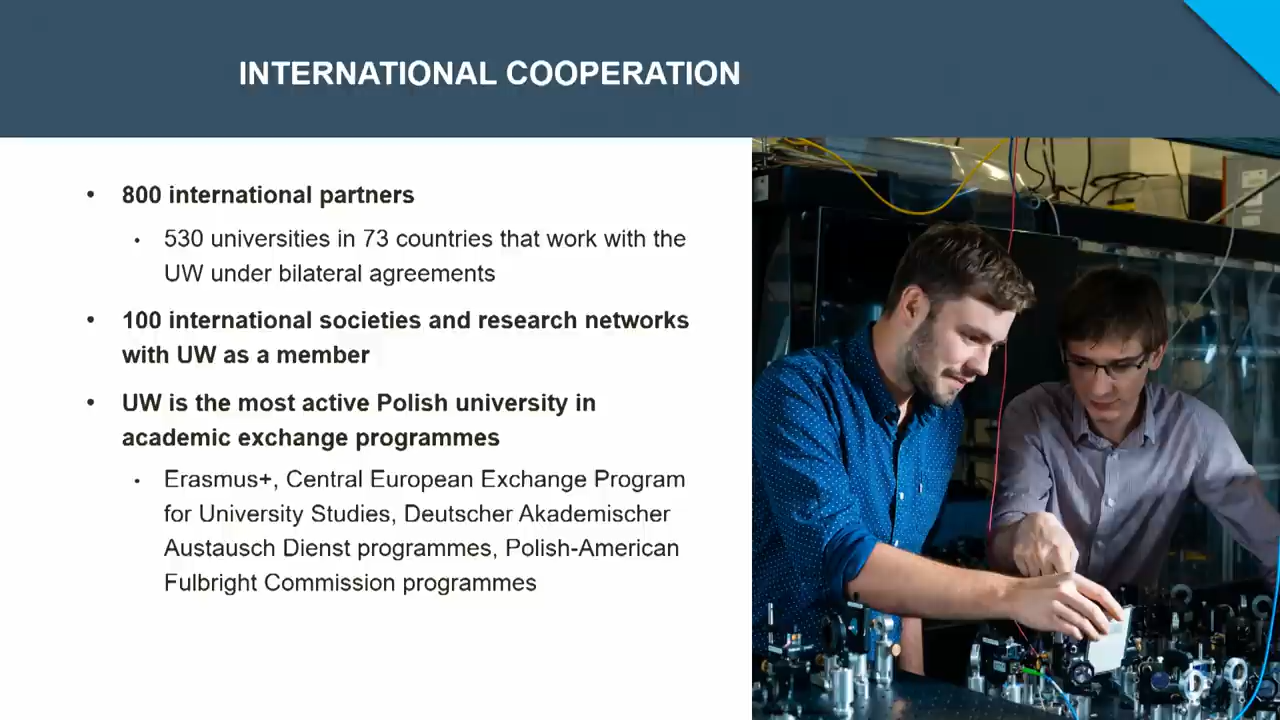 INTERNATIONAL COOPERATION
• 800 international partners
• 530 universities in 73 countries that work with the
UW under bilateral agreements
• 100 international societies and research networks
with UW as a member
• UW is the most active Polish university in
academic exchange programmes
• Erasmus+, Central European Exchange Program
for University Studies, Deutscher Akademischer
Austausch Dienst programmes, Polish-American
Fulbright Commission programmes